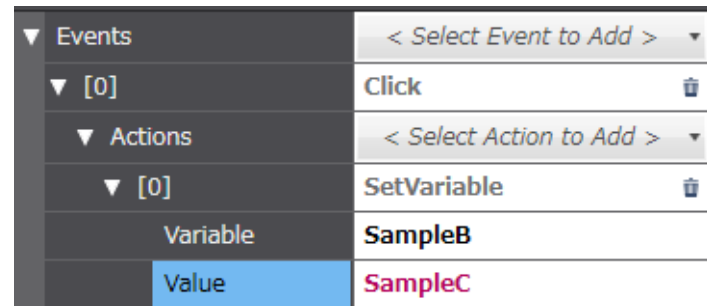 Events < Select Event to Add >
[0] Click
Actions < Select Action to Add >
[0] SetVariable
Variable SampleB
Value SampleC